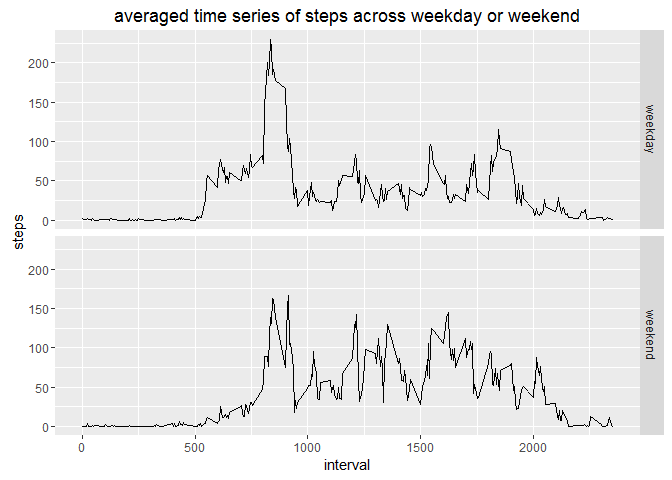 averaged time series of steps across weekday or weekend
200
150
100
50
0
weekday
steps
200
150
100
50
0
weekend
0 500 1000 1500 2000
interval